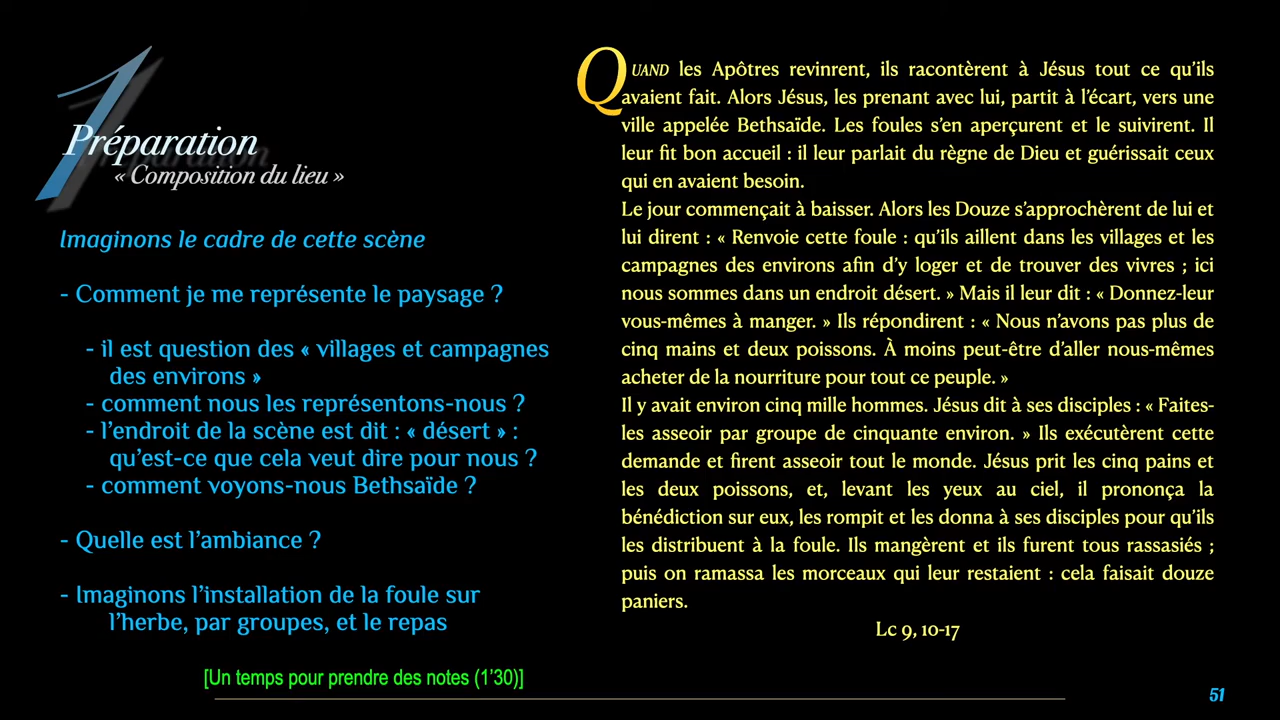 1
Préparation
« Composition du lieu »
Imaginons le cadre de cette scène
- Comment je me représente le paysage ?
- il est question des « villages et campagnes
des environs »
- comment nous les représentons-nous ?
- l’endroit de la scène est dit : « désert » :
qu’est-ce que cela veut dire pour nous ?
- comment voyons-nous Bethsaïde ?
- Quelle est l’ambiance ?
- Imaginons l’installation de la foule sur
l’herbe, par groupes, et le repas
[Un temps pour prendre des notes (1’30)]
QUAND les Apôtres revinrent, ils racontèrent à Jésus tout ce qu’ils
avaient fait. Alors Jésus, les prenant avec lui, partit à l’écart, vers une
ville appelée Bethsaïde. Les foules s’en aperçurent et le suivirent. Il
leur fit bon accueil : il leur parlait du règne de Dieu et guérissait ceux
qui en avaient besoin.
Le jour commençait à baisser. Alors les Douze s’approchèrent de lui et
lui dirent : « Renvoie cette foule : qu’ils aillent dans les villages et les
campagnes des environs afin d’y loger et de trouver des vivres ; ici
nous sommes dans un endroit désert. » Mais il leur dit : « Donnez-leur
vous-mêmes à manger. » Ils répondirent : « Nous n’avons pas plus de
cinq mains et deux poissons. À moins peut-être d’aller nous-mêmes
acheter de la nourriture pour tout ce peuple. »
Il y avait environ cinq mille hommes. Jésus dit à ses disciples : « Faites-
les asseoir par groupe de cinquante environ. » Ils exécutèrent cette
demande et firent asseoir tout le monde. Jésus prit les cinq pains et
les deux poissons, et, levant les yeux au ciel, il prononça la
bénédiction sur eux, les rompit et les donna à ses disciples pour qu’ils
les distribuent à la foule. Ils mangèrent et ils furent tous rassasiés ;
puis on ramassa les morceaux qui leur restaient : cela faisait douze
paniers.
Lc 9, 10-17
51